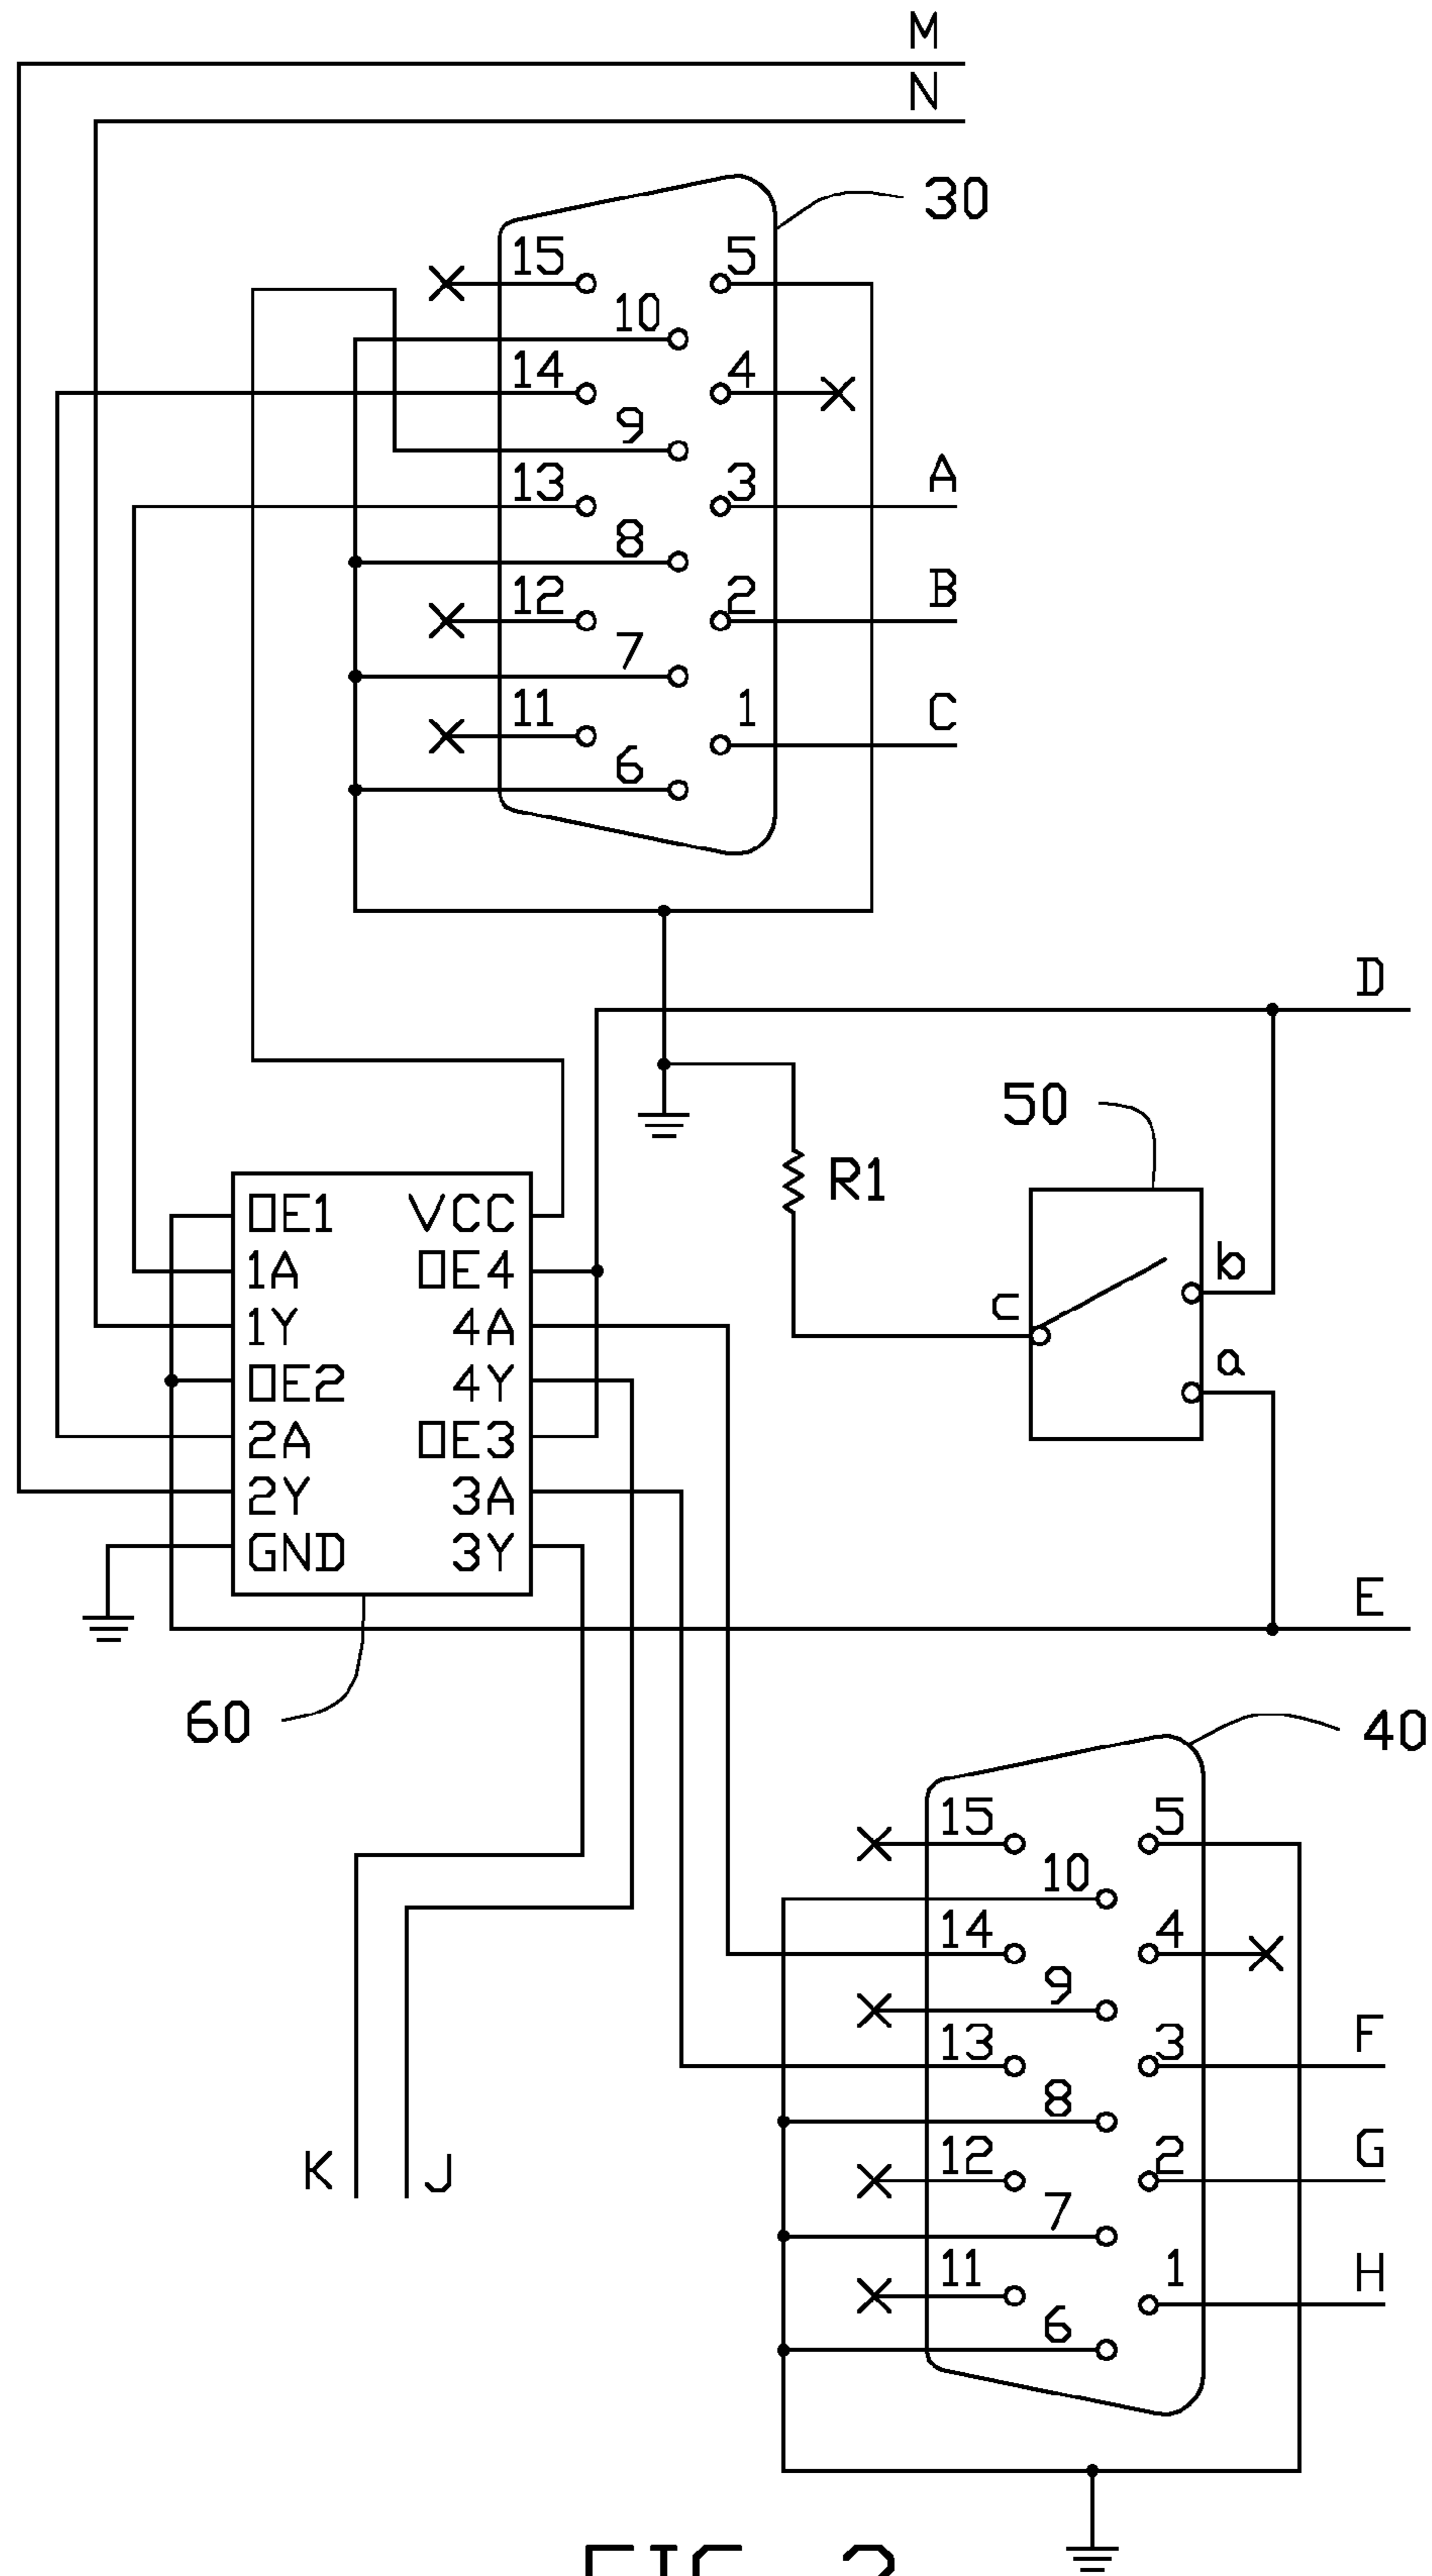 M
N
30
15 5
10
14 4
9
13 3 A
8
12 2 B
7
11 1 C
6
D
50
R1
b
c
a
OE1 VCC
1A OE4
1Y 4A
OE2 4Y
2A OE3
2Y 3A
GND 3Y
E
60
40
15 5
10
14 4
9
13 3 F
8
12 2 G
7
11 1 H
6
K J
FIG. 2